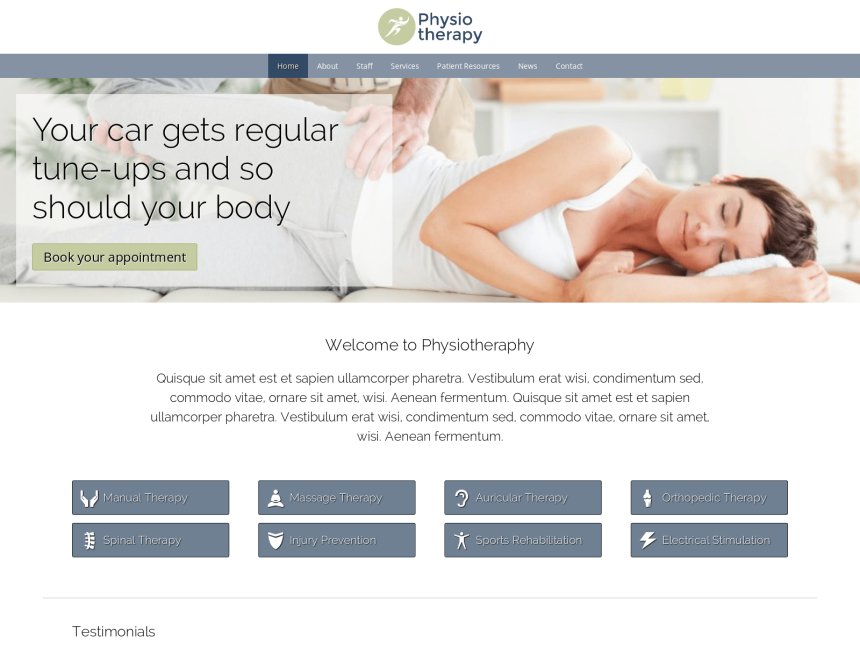 Physio
therapy
Home About Staff Services Patient Resources News Contact
Your car gets regular
tune-ups and so
should your body
Book your appointment
Welcome to Physiotheraphy
Quisque sit amet est et sapien ullamcorper pharetra. Vestibulum erat wisi, condimentum sed,
commodo vitae, ornare sit amet, wisi. Aenean fermentum. Quisque sit amet est et sapien
ullamcorper pharetra. Vestibulum erat wisi, condimentum sed, commodo vitae, ornare sit amet,
wisi. Aenean fermentum.
Manual Therapy Massage Therapy Auricular Therapy Orthopedic Therapy
Spinal Therapy Injury Prevention Sports Rehabilitation Electrical Stimulation
Testimonials